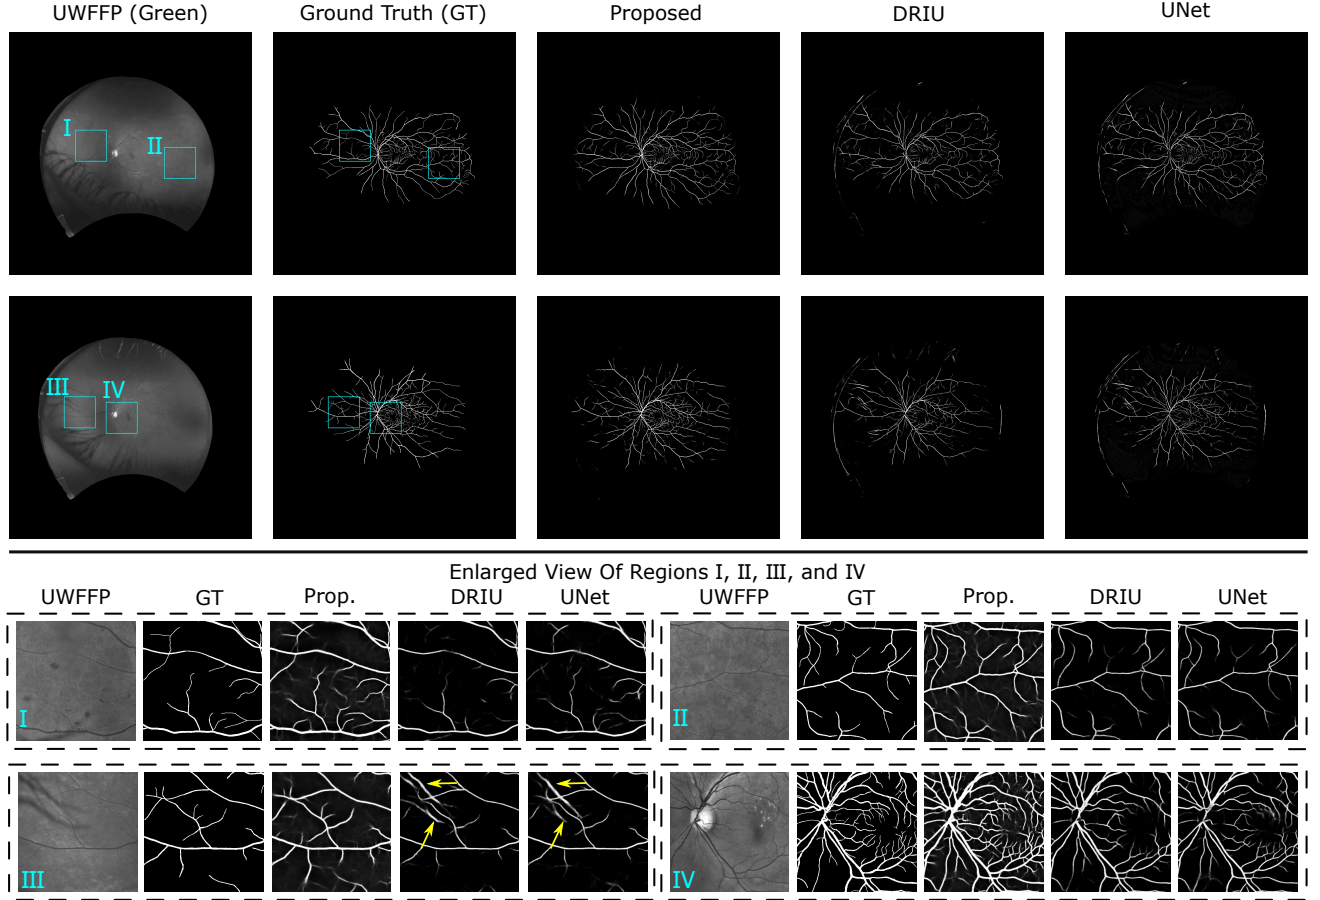 UWFFP (Green) Ground Truth (GT) Proposed DRIU UNet
I
II
III IV
Enlarged View Of Regions I, II, III, and IV
UWFFP GT Prop. DRIU UNet UWFFP GT Prop. DRIU UNet
I II
III IV